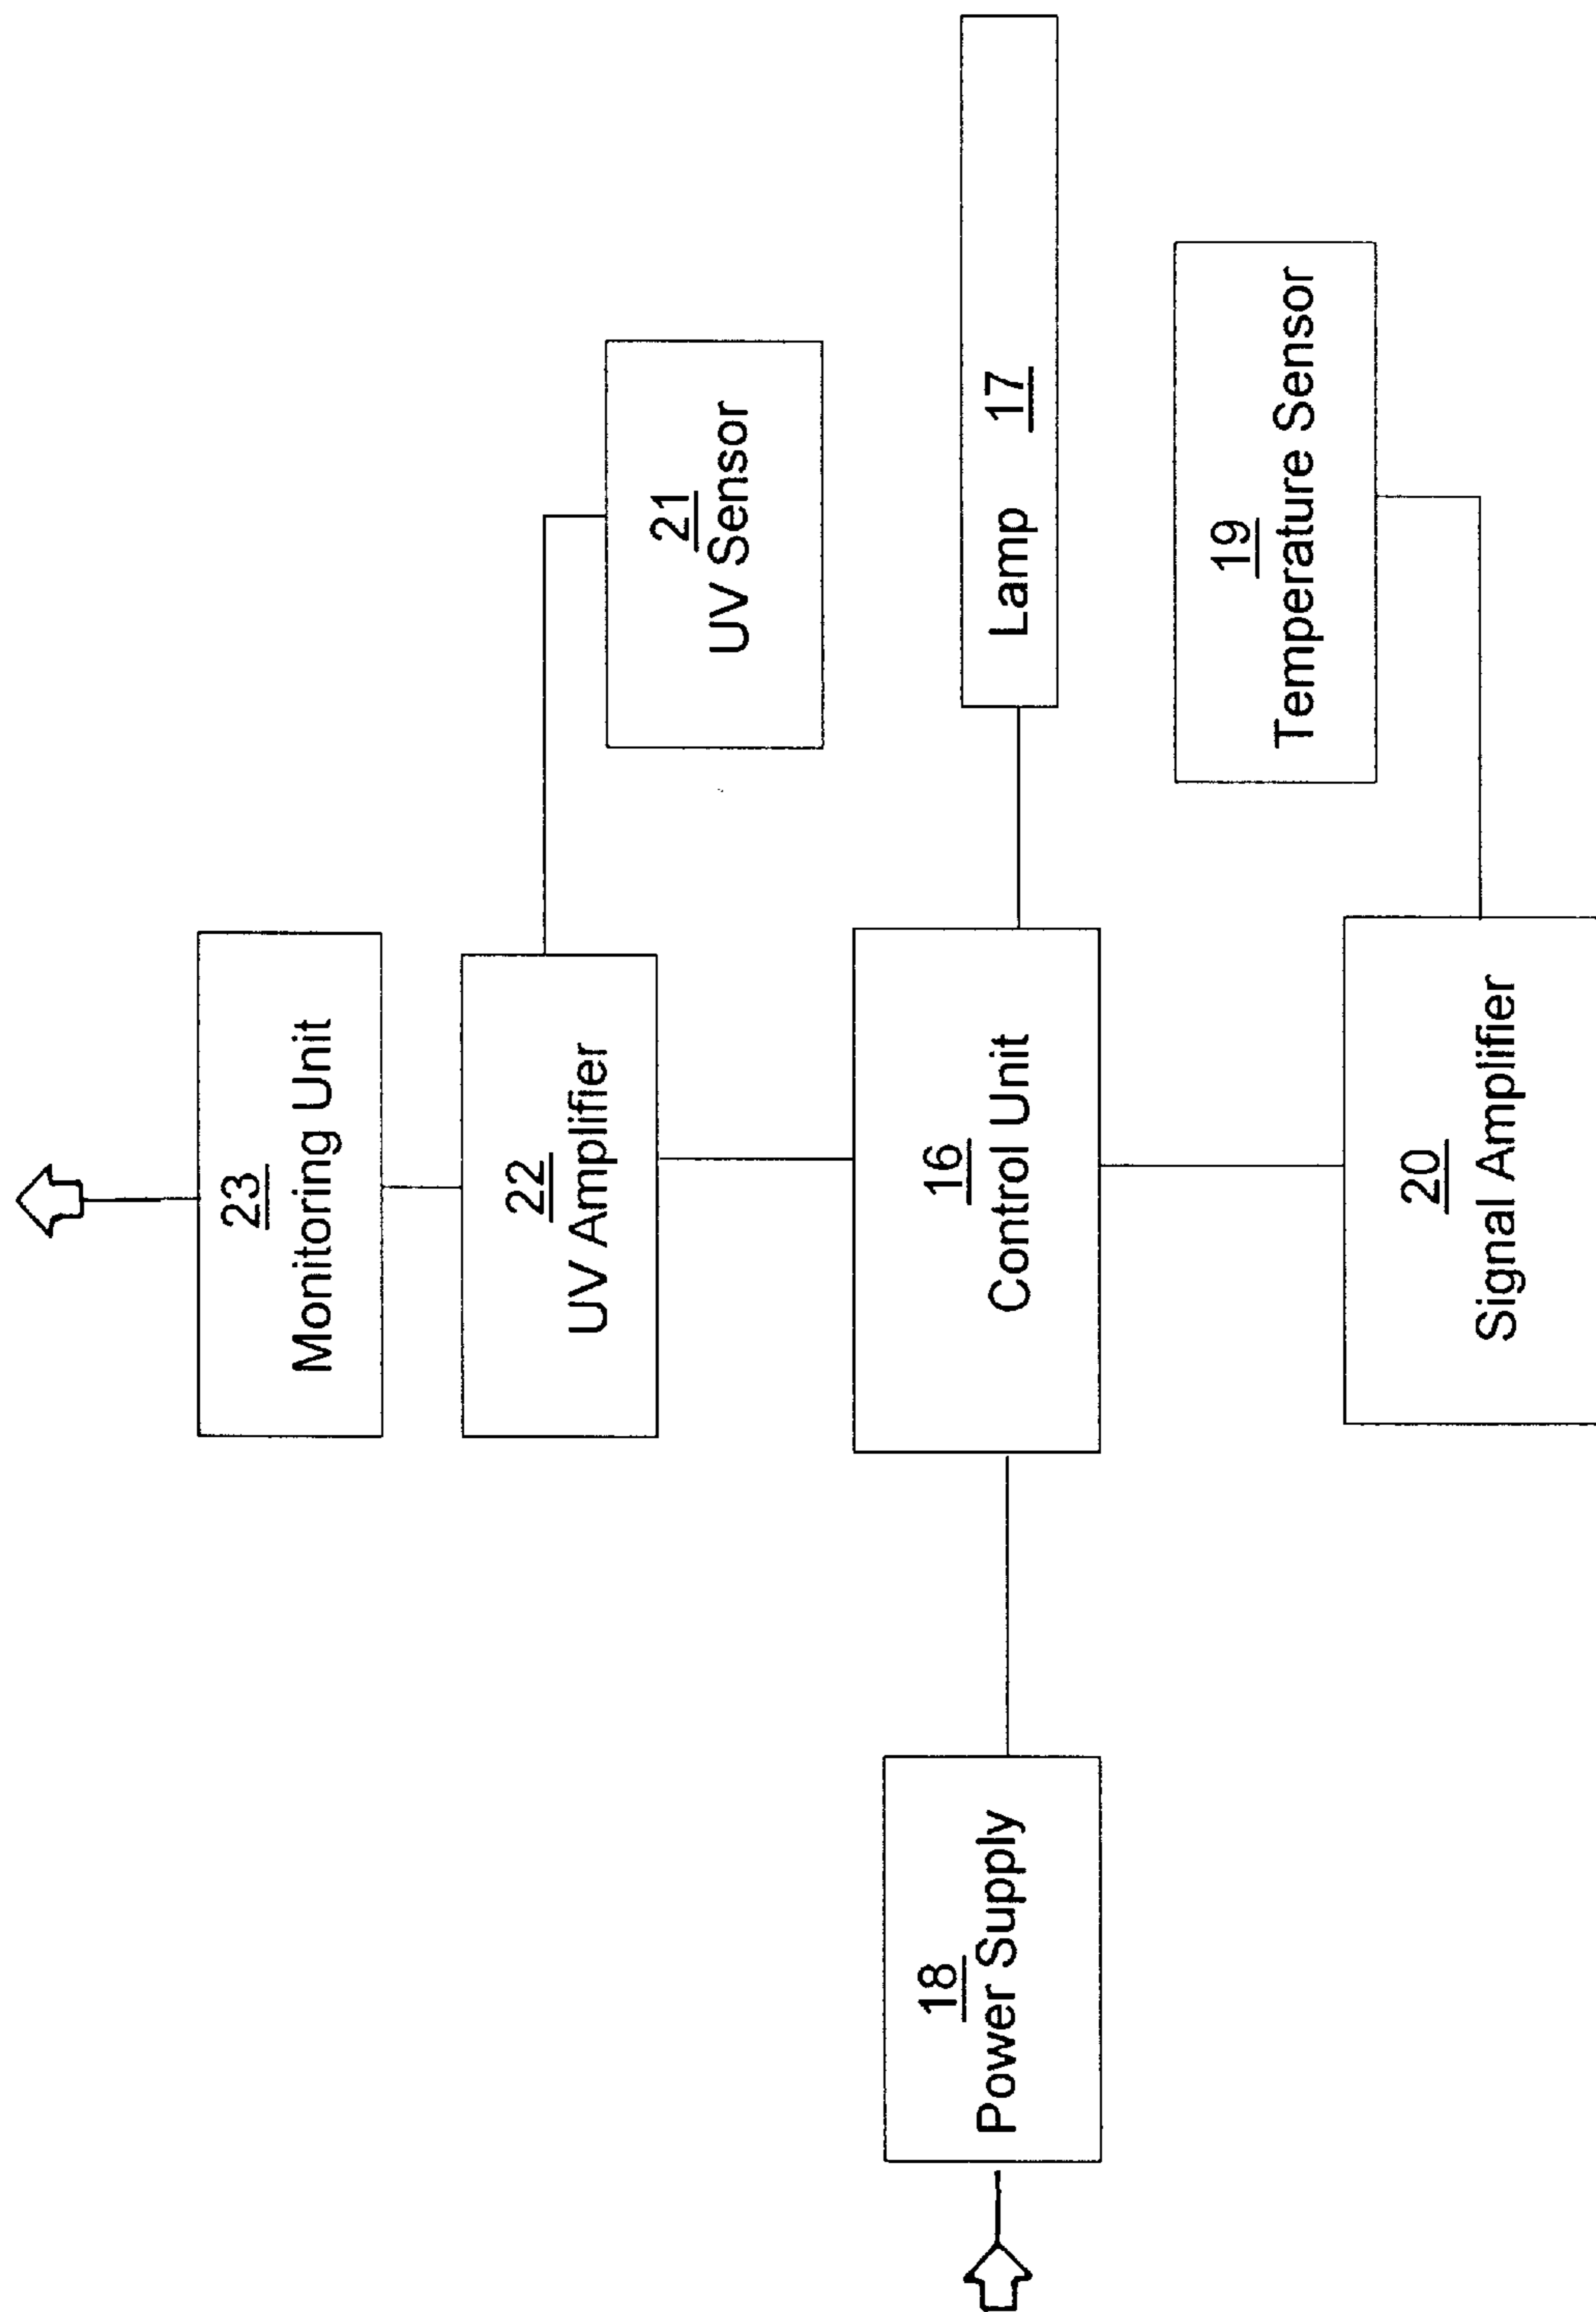 23
Monitoring Unit
22
UV Amplifier
21
UV Sensor
18
Power Supply
16
Control Unit
Lamp 17
19
Temperature Sensor
20
Signal Amplifier